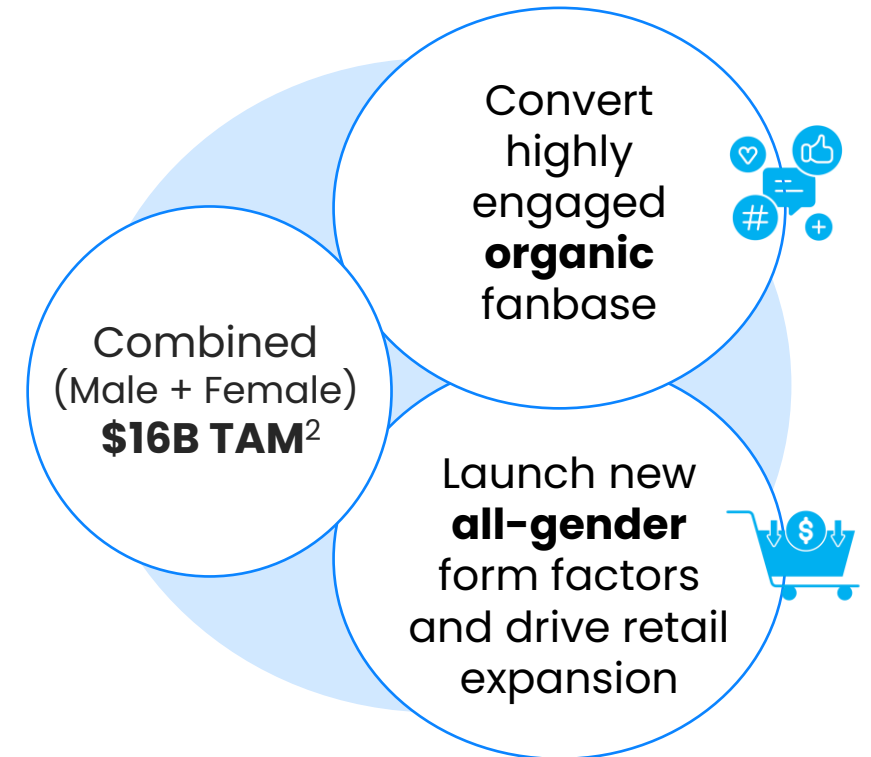 Convert
highly
engaged
organic
fanbase
Combined
(Male + Female)
$16B TAM²
Launch new
all-gender
form factors
and drive retail
expansion
#
+
$